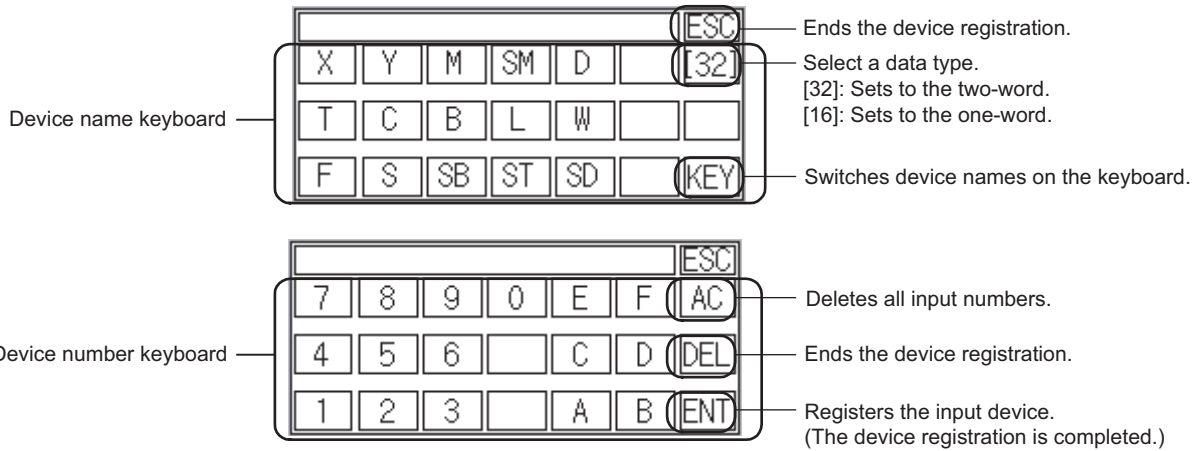 ESC
Ends the device registration.
X Y M SM D [32]
Select a data type.
[32]: Sets to the two-word.
[16]: Sets to the one-word.
Device name keyboard
T C B L W
F S SB ST SD KEY
Switches device names on the keyboard.
ESC
7 8 9 0 E F AC
Deletes all input numbers.
Device number keyboard
4 5 6 C D DEL
Ends the device registration.
1 2 3 A B ENT
Registers the input device.
(The device registration is completed.)